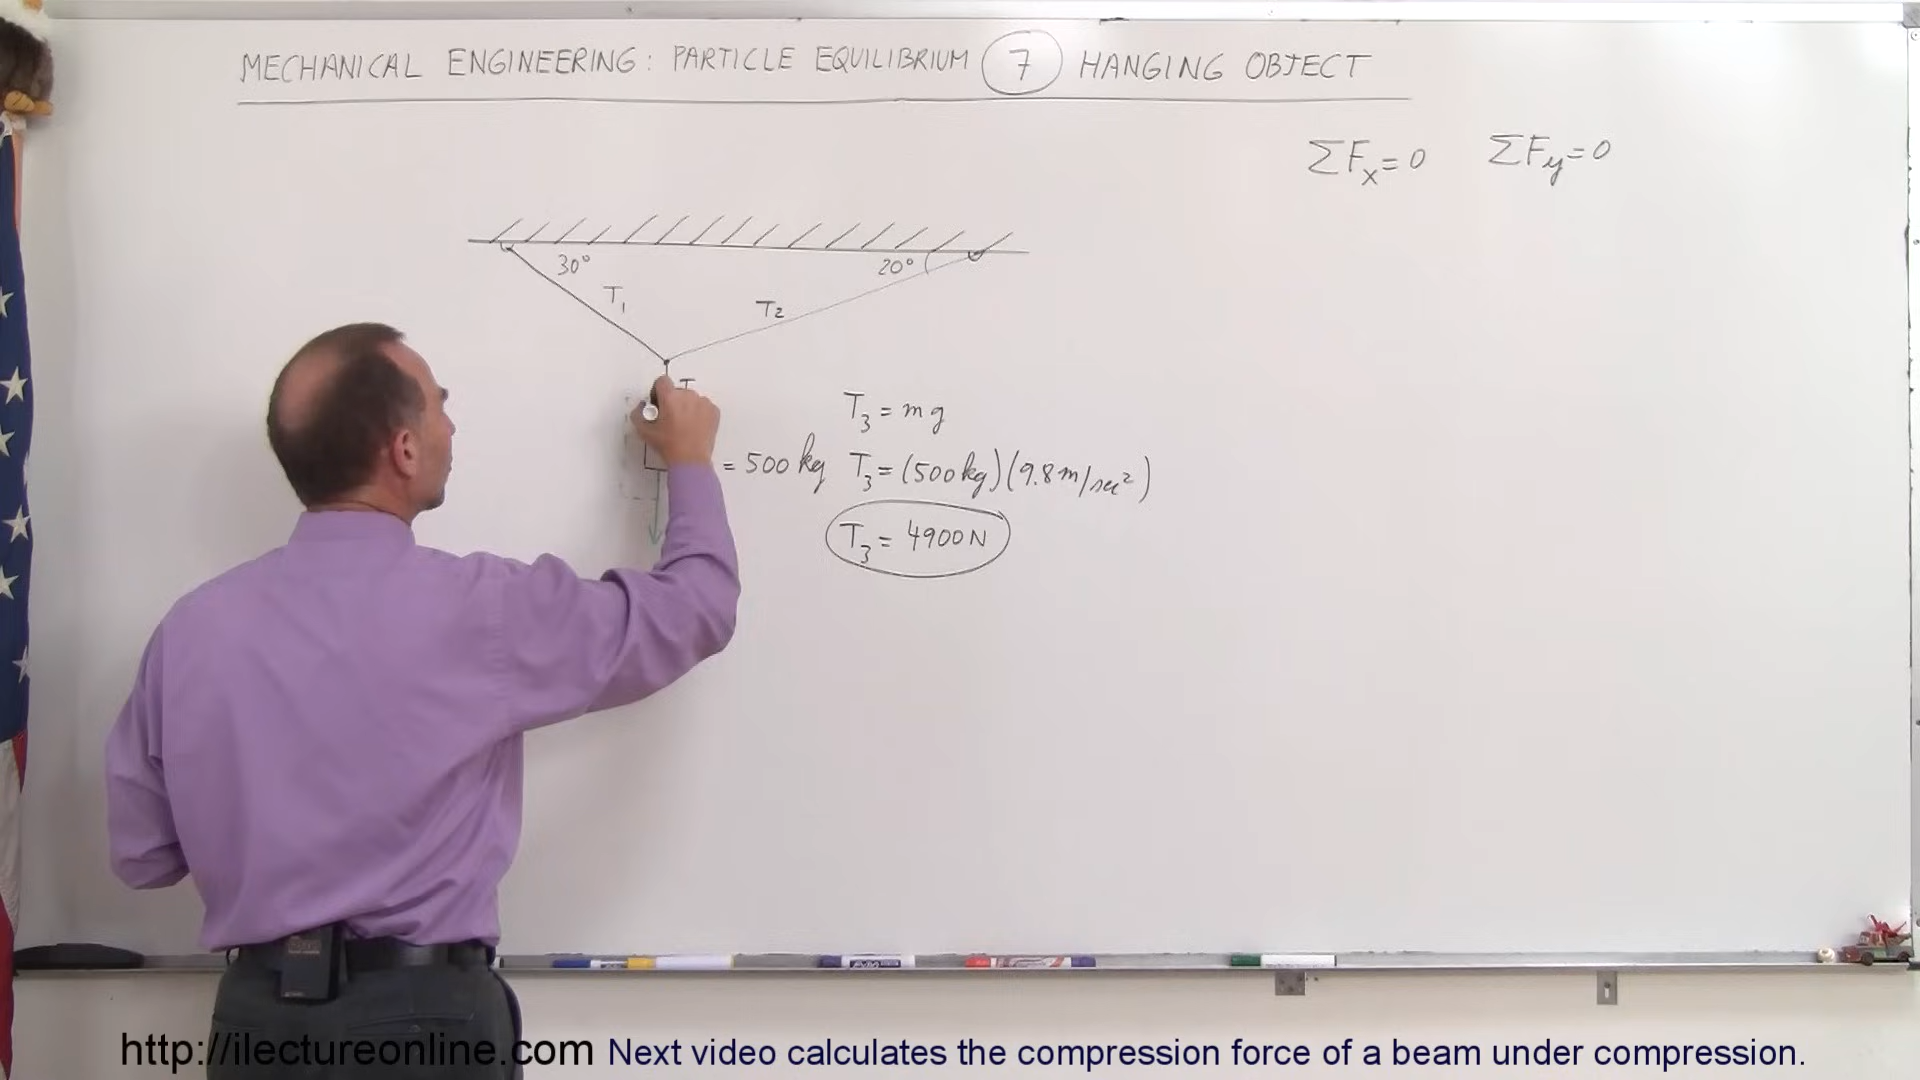 MECHANICAL ENGINEERING: PARTICLE EQUILIBRIUM 7 HANGING OBJECT
ΣFx=0 ΣFy=0
30° 20°
T1 T2
T
T3 = mg
= 500 kg T3 = (500 kg)(9.8 m/sec²)
T3 = 4900 N
http://ilectureonline.com Next video calculates the compression force of a beam under compression.